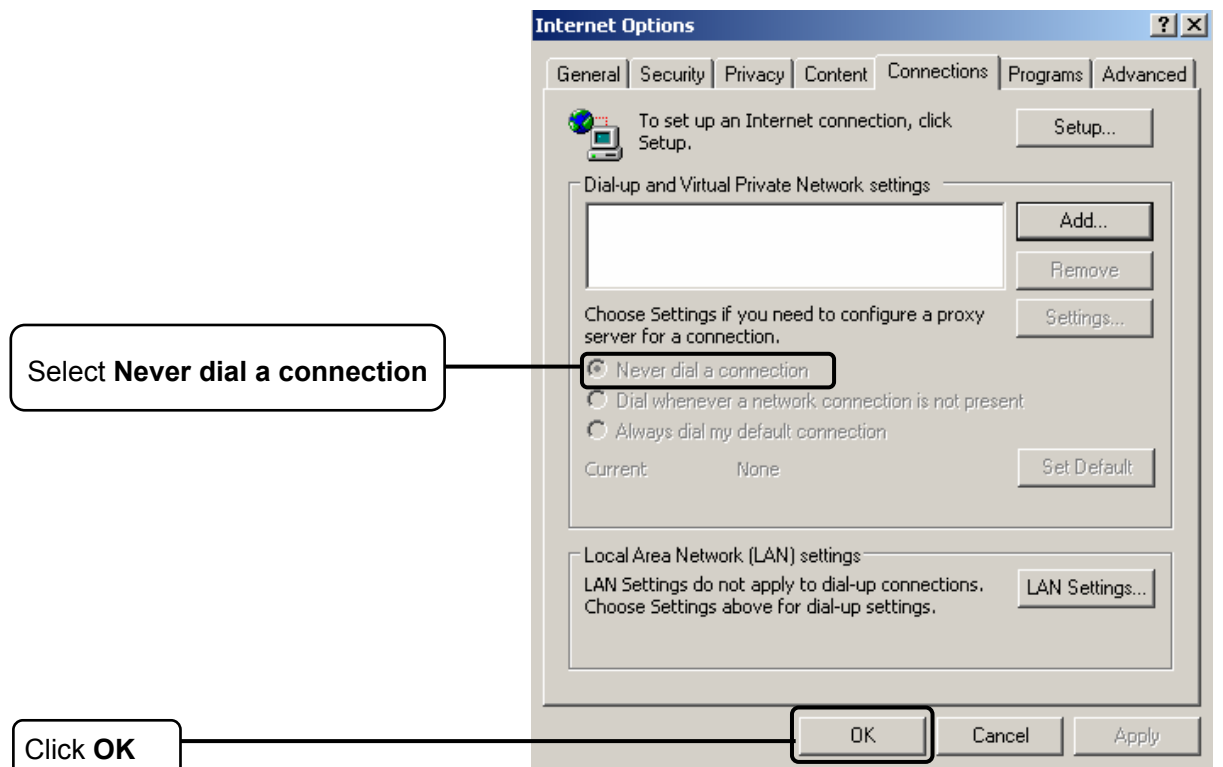 Internet Options
General Security Privacy Content Connections Programs Advanced
To set up an Internet connection, click
Setup.
Setup...
Dial-up and Virtual Private Network settings
Add...
Remove
Choose Settings if you need to configure a proxy
server for a connection.
Settings...
Select Never dial a connection
Never dial a connection
Dial whenever a network connection is not present
Always dial my default connection
Current None
Set Default
Local Area Network (LAN) settings
LAN Settings do not apply to dial-up connections.
Choose Settings above for dial-up settings.
LAN Settings...
Click OK
OK Cancel Apply